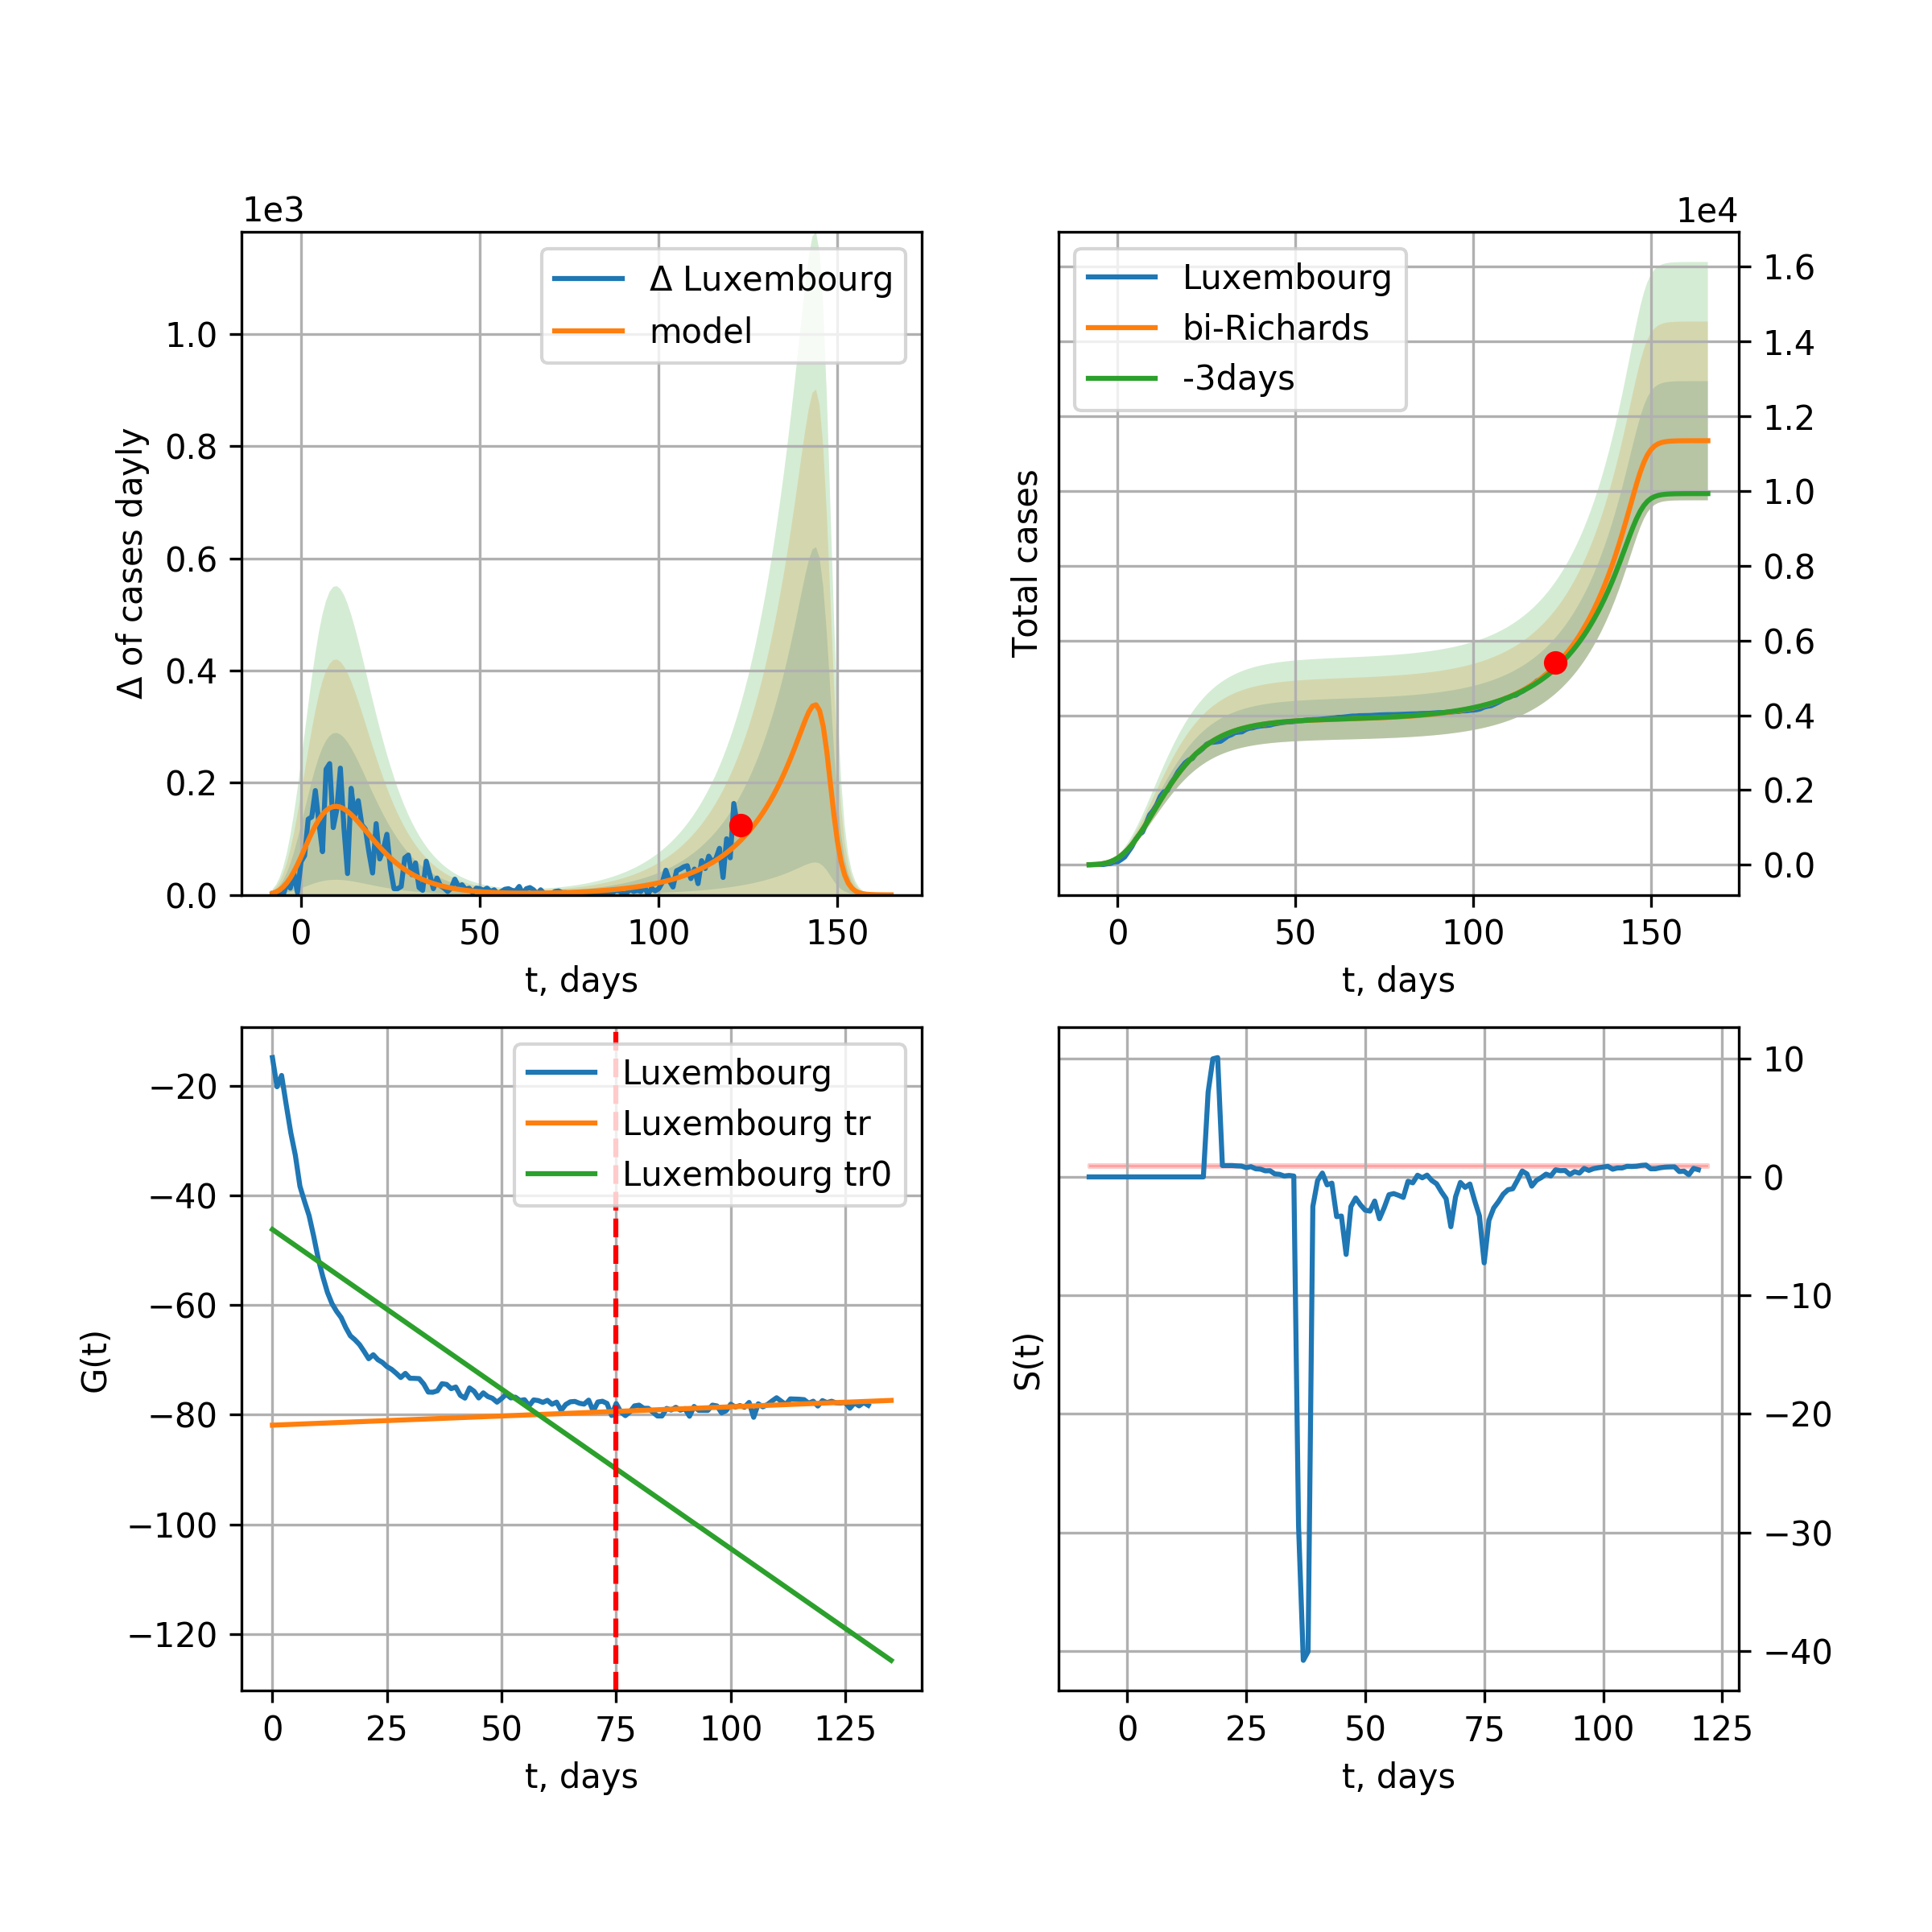 1e3
Δ of cases dayly
1.0
0.8
0.6
0.4
0.2
0.0
Δ Luxembourg
model
0 50 100 150
t, days
1e4
Total cases
Luxembourg
bi-Richards
-3days
1.6
1.4
1.2
1.0
0.8
0.6
0.4
0.2
0.0
0 50 100 150
t, days
G(t)
−20
−40
−60
−80
−100
−120
Luxembourg
Luxembourg tr
Luxembourg tr0
0 25 50 75 100 125
t, days
S(t)
10
0
−10
−20
−30
−40
0 25 50 75 100 125
t, days